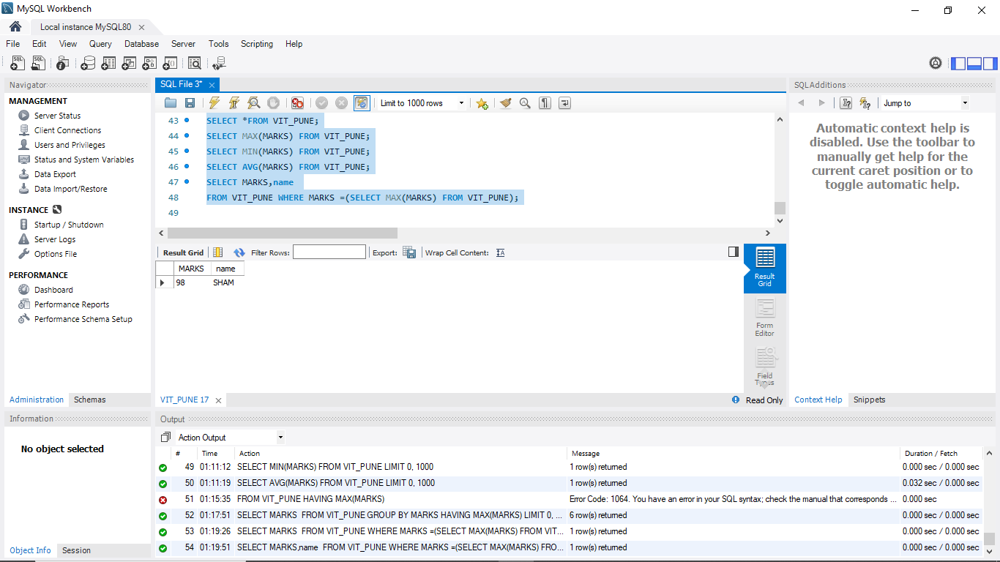 MySQL Workbench
Local instance MySQL80
File Edit View Query Database Server Tools Scripting Help
Navigator
MANAGEMENT
Server Status
Client Connections
Users and Privileges
Status and System Variables
Data Export
Data Import/Restore
INSTANCE
Startup / Shutdown
Server Logs
Options File
PERFORMANCE
Dashboard
Performance Reports
Performance Schema Setup
Administration Schemas
Information
No object selected
Object Info Session
SQL File 3*
Limit to 1000 rows
43 SELECT *FROM VIT_PUNE;
44 SELECT MAX(MARKS) FROM VIT_PUNE;
45 SELECT MIN(MARKS) FROM VIT_PUNE;
46 SELECT AVG(MARKS) FROM VIT_PUNE;
47 SELECT MARKS,name
48 FROM VIT_PUNE WHERE MARKS =(SELECT MAX(MARKS) FROM VIT_PUNE);
49
Result Grid Filter Rows: Export: Wrap Cell Content:
MARKS name
98 SHAM
Result
Grid
Form
Editor
Field
Types
VIT_PUNE 17
Read Only
SQLAdditions
Jump to
Automatic context help is
disabled. Use the toolbar to
manually get help for the
current caret position or to
toggle automatic help.
Context Help Snippets
Output
Action Output
# Time Action Message Duration / Fetch
49 01:11:12 SELECT MIN(MARKS) FROM VIT_PUNE LIMIT 0, 1000 1 row(s) returned 0.000 sec / 0.000 sec
50 01:11:19 SELECT AVG(MARKS) FROM VIT_PUNE LIMIT 0, 1000 1 row(s) returned 0.032 sec / 0.000 sec
51 01:15:35 FROM VIT_PUNE HAVING MAX(MARKS) Error Code: 1064. You have an error in your SQL syntax; check the manual that corresponds ... 0.000 sec
52 01:17:51 SELECT MARKS FROM VIT_PUNE GROUP BY MARKS HAVING MAX(MARKS) LIMIT 0, ... 6 row(s) returned 0.000 sec / 0.000 sec
53 01:19:26 SELECT MARKS FROM VIT_PUNE WHERE MARKS =(SELECT MAX(MARKS) FROM VIT... 1 row(s) returned 0.000 sec / 0.000 sec
54 01:19:51 SELECT MARKS,name FROM VIT_PUNE WHERE MARKS =(SELECT MAX(MARKS) FRO... 1 row(s) returned 0.000 sec / 0.000 sec